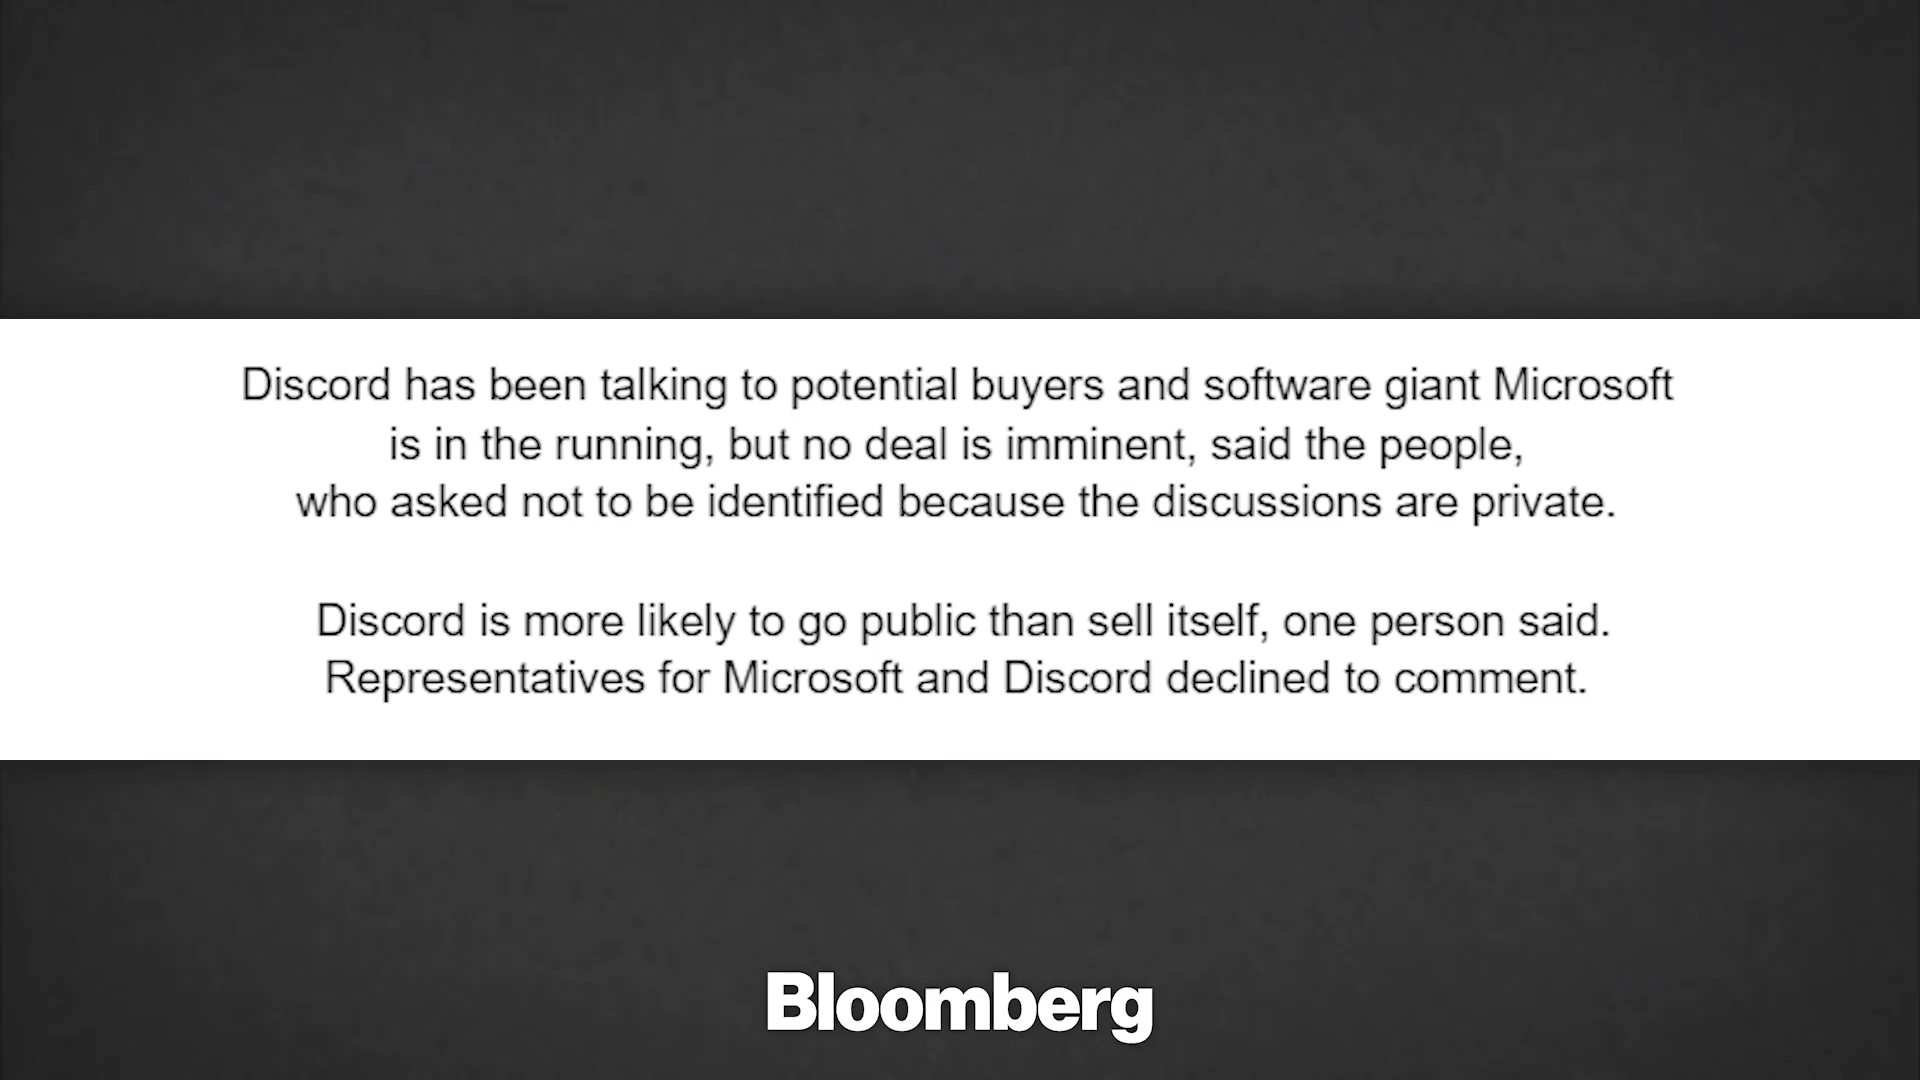 Discord has been talking to potential buyers and software giant Microsoft
is in the running, but no deal is imminent, said the people,
who asked not to be identified because the discussions are private.
Discord is more likely to go public than sell itself, one person said.
Representatives for Microsoft and Discord declined to comment.
Bloomberg